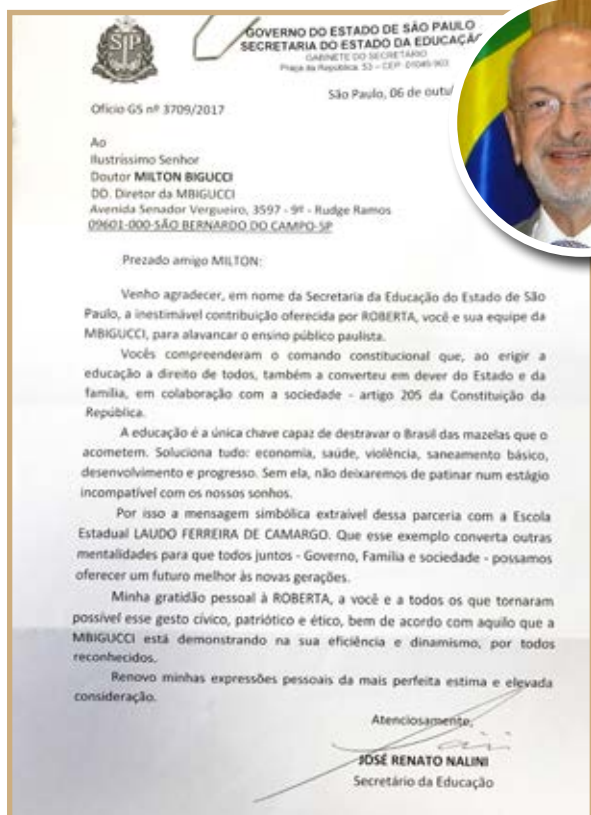 SP
GOVERNO DO ESTADO DE SÃO PAULO
SECRETARIA DO ESTADO DA EDUCAÇÃO
GABINETE DO SECRETÁRIO
Praça da República, 53 – CEP 01045-903
São Paulo, 06 de outu
Ofício GS nº 3709/2017
Ao
Ilustríssimo Senhor
Doutor MILTON BIGUCCI
DD. Diretor da MBIGUCCI
Avenida Senador Vergueiro, 3597 - 9º - Rudge Ramos
09601-000-SÃO BERNARDO DO CAMPO-SP
Prezado amigo MILTON:
Venho agradecer, em nome da Secretaria da Educação do Estado de São
Paulo, a inestimável contribuição oferecida por ROBERTA, você e sua equipe da
MBIGUCCI, para alavancar o ensino público paulista.
Vocês compreenderam o comando constitucional que, ao erigir a
educação a direito de todos, também a converteu em dever do Estado e da
família, em colaboração com a sociedade - artigo 205 da Constituição da
República.
A educação é a única chave capaz de destravar o Brasil das mazelas que o
acometem. Soluciona tudo: economia, saúde, violência, saneamento básico,
desenvolvimento e progresso. Sem ela, não deixaremos de patinar num estágio
incompatível com os nossos sonhos.
Por isso a mensagem simbólica extraível dessa parceria com a Escola
Estadual LAUDO FERREIRA DE CAMARGO. Que esse exemplo converta outras
mentalidades para que todos juntos - Governo, Família e sociedade - possamos
oferecer um futuro melhor às novas gerações.
Minha gratidão pessoal à ROBERTA, a você e a todos os que tornaram
possível esse gesto cívico, patriótico e ético, bem de acordo com aquilo que a
MBIGUCCI está demonstrando na sua eficiência e dinamismo, por todos
reconhecidos.
Renovo minhas expressões pessoais da mais perfeita estima e elevada
consideração.
Atenciosamente,
JOSÉ RENATO NALINI
Secretário da Educação